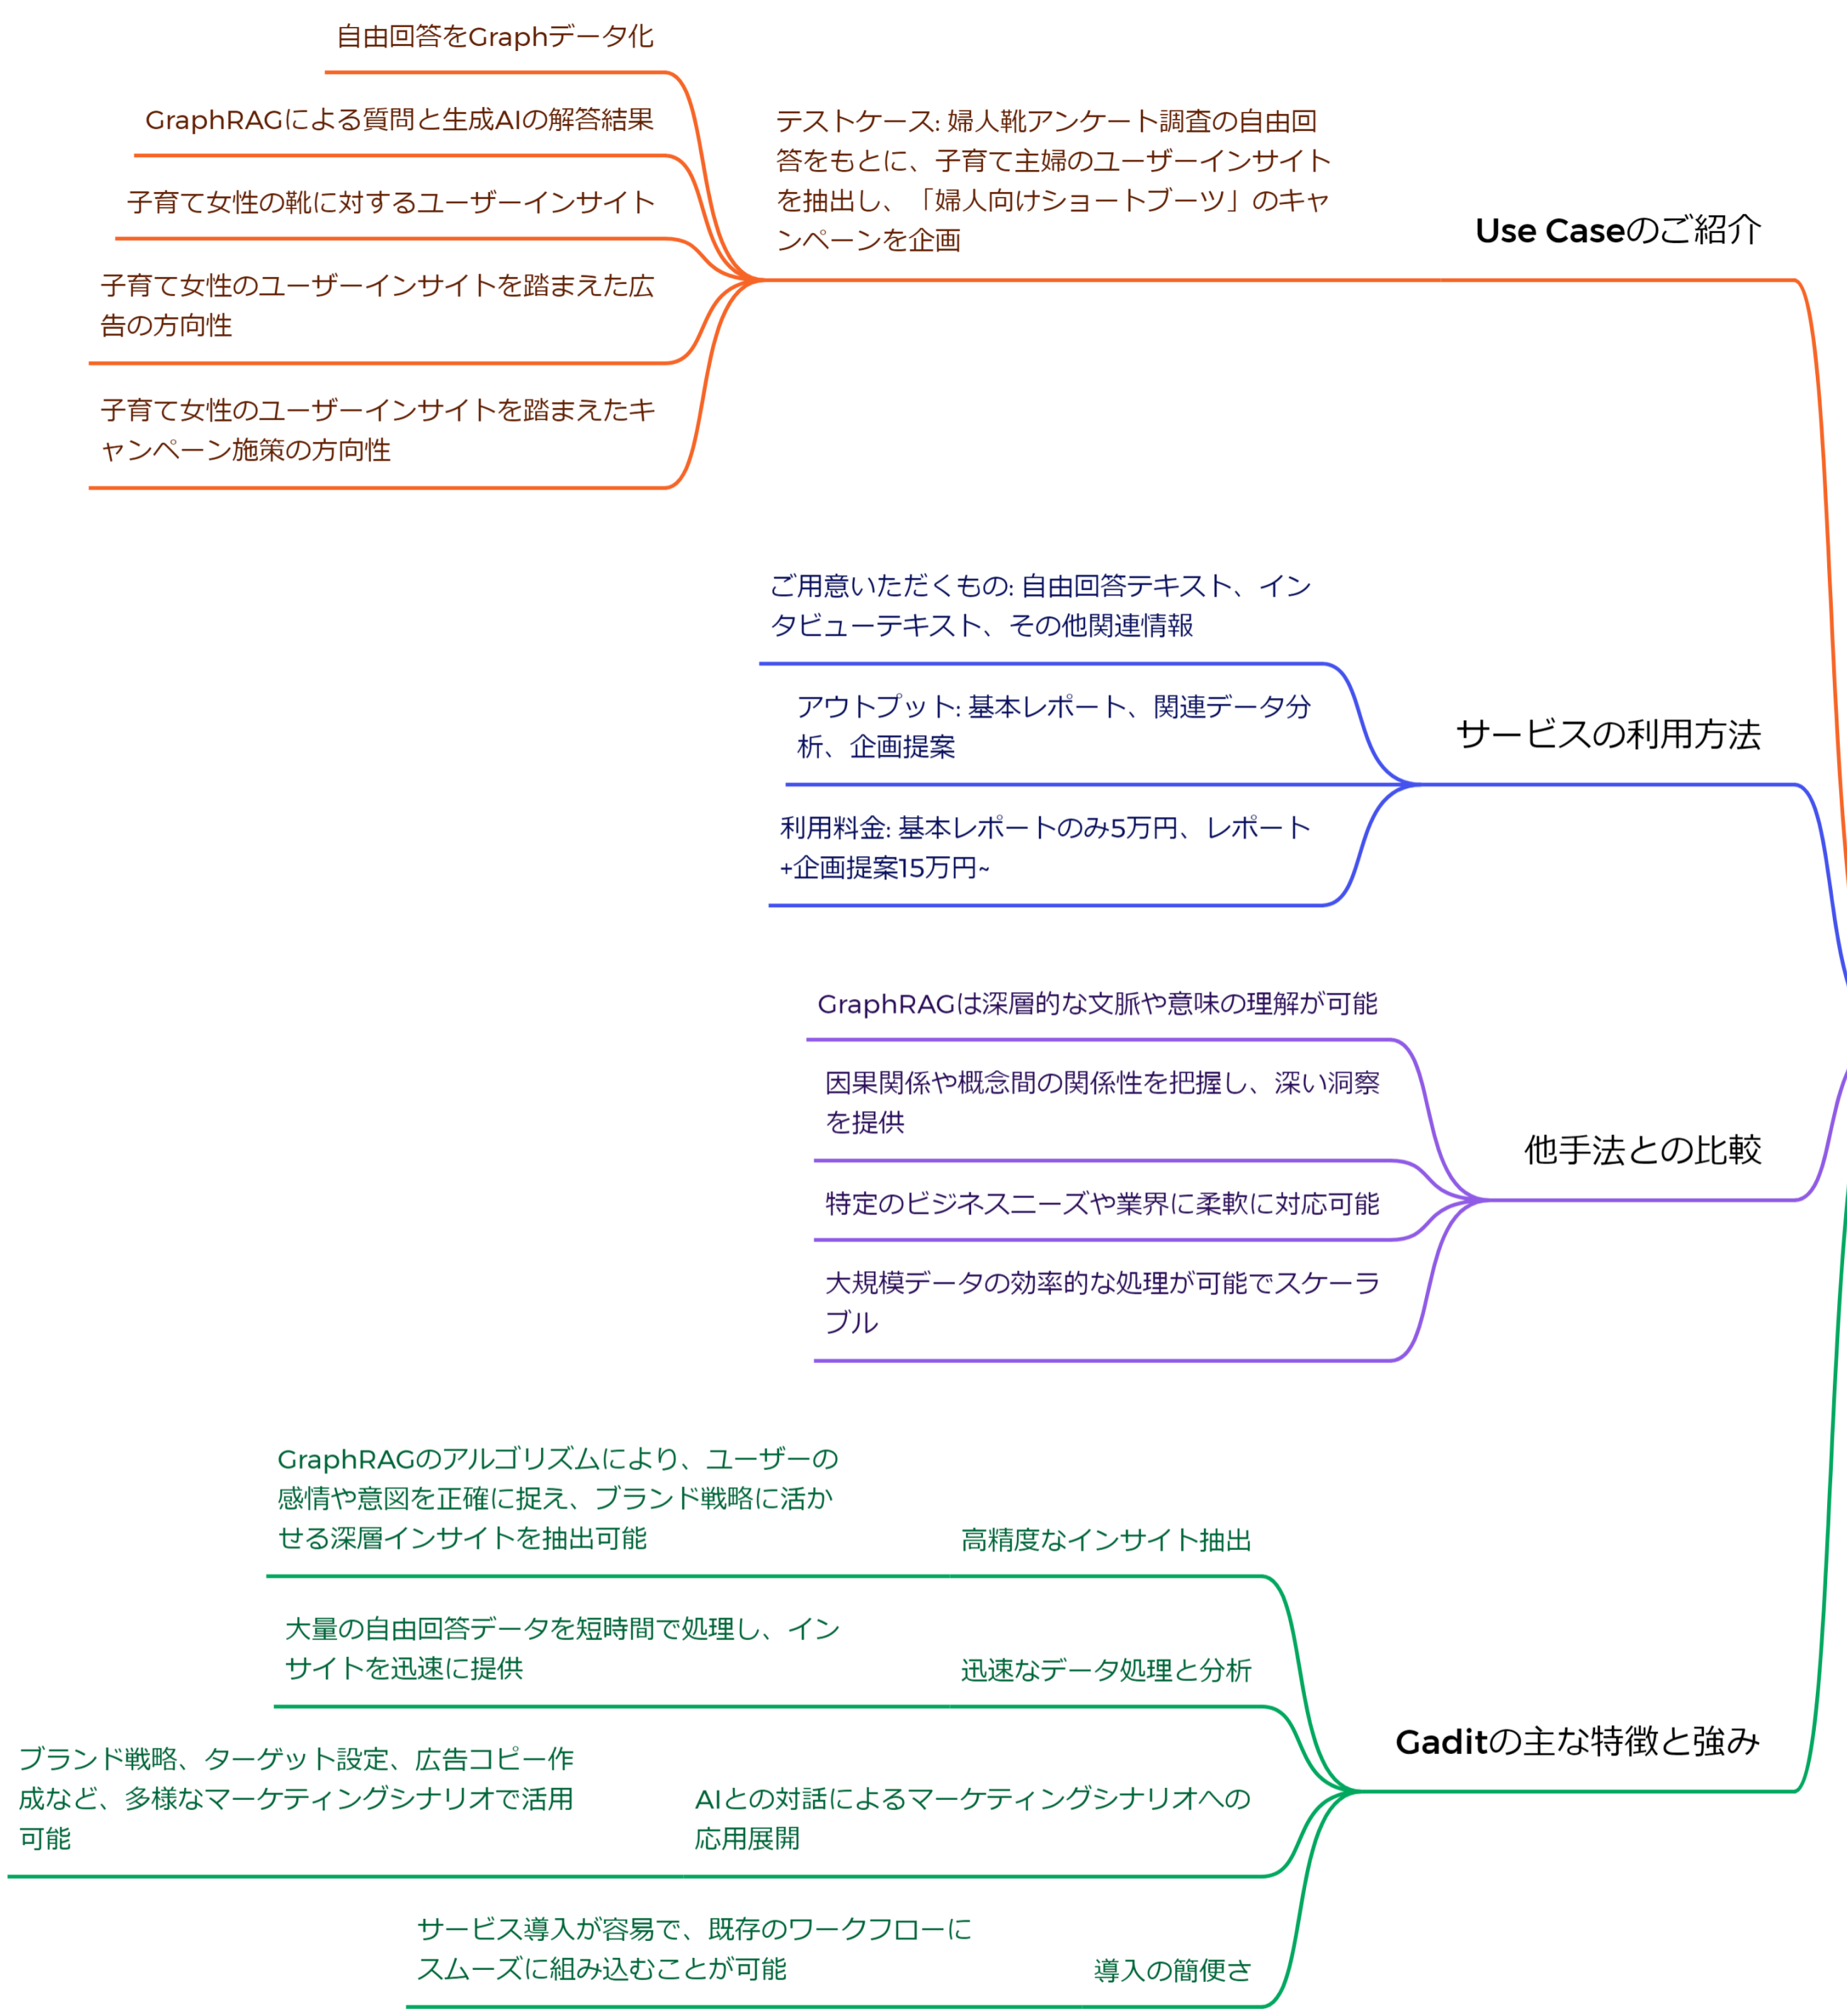 自由回答をGraphデータ化
GraphRAGによる質問と生成AIの解答結果
子育て女性の靴に対するユーザーインサイト
子育て女性のユーザーインサイトを踏まえた広
告の方向性
子育て女性のユーザーインサイトを踏まえたキ
ャンペーン施策の方向性
テストケース: 婦人靴アンケート調査の自由回
答をもとに、子育て主婦のユーザーインサイト
を抽出し、「婦人向けショートブーツ」のキャ
ンペーンを企画
Use Caseのご紹介
ご用意いただくもの: 自由回答テキスト、イン
タビューテキスト、その他関連情報
アウトプット: 基本レポート、関連データ分
析、企画提案
利用料金: 基本レポートのみ5万円、レポート
+企画提案15万円~
サービスの利用方法
GraphRAGは深層的な文脈や意味の理解が可能
因果関係や概念間の関係性を把握し、深い洞察
を提供
特定のビジネスニーズや業界に柔軟に対応可能
大規模データの効率的な処理が可能でスケーラ
ブル
他手法との比較
GraphRAGのアルゴリズムにより、ユーザーの
感情や意図を正確に捉え、ブランド戦略に活か
せる深層インサイトを抽出可能
高精度なインサイト抽出
大量の自由回答データを短時間で処理し、イン
サイトを迅速に提供
迅速なデータ処理と分析
ブランド戦略、ターゲット設定、広告コピー作
成など、多様なマーケティングシナリオで活用
可能
AIとの対話によるマーケティングシナリオへの
応用展開
サービス導入が容易で、既存のワークフローに
スムーズに組み込むことが可能
導入の簡便さ
Gaditの主な特徴と強み